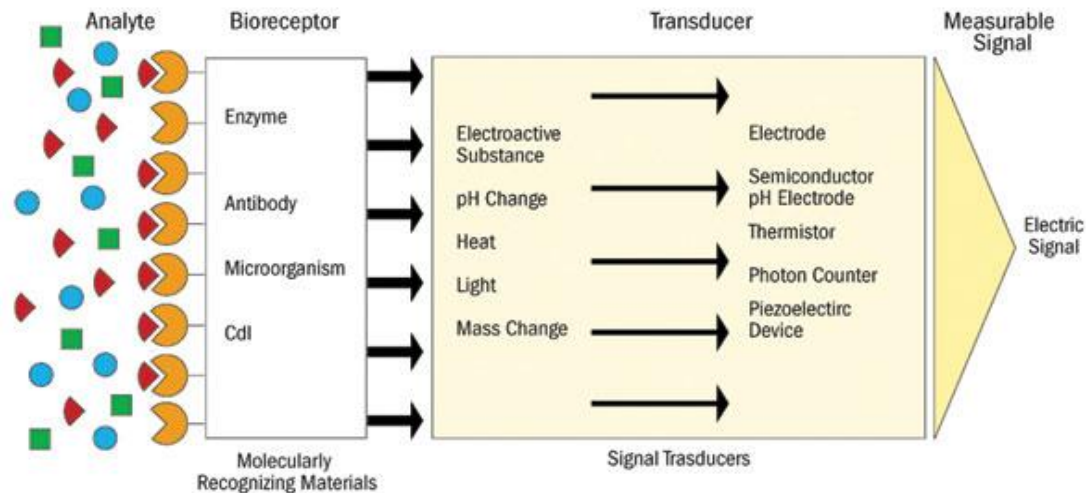 Analyte
Bioreceptor
Transducer
Measurable
Signal
Enzyme
Antibody
Microorganism
CdI
Electroactive
Substance
pH Change
Heat
Light
Mass Change
Electrode
Semiconductor
pH Electrode
Thermistor
Photon Counter
Piezoelectirc
Device
Electric
Signal
Molecularly
Recognizing Materials
Signal Trasducers